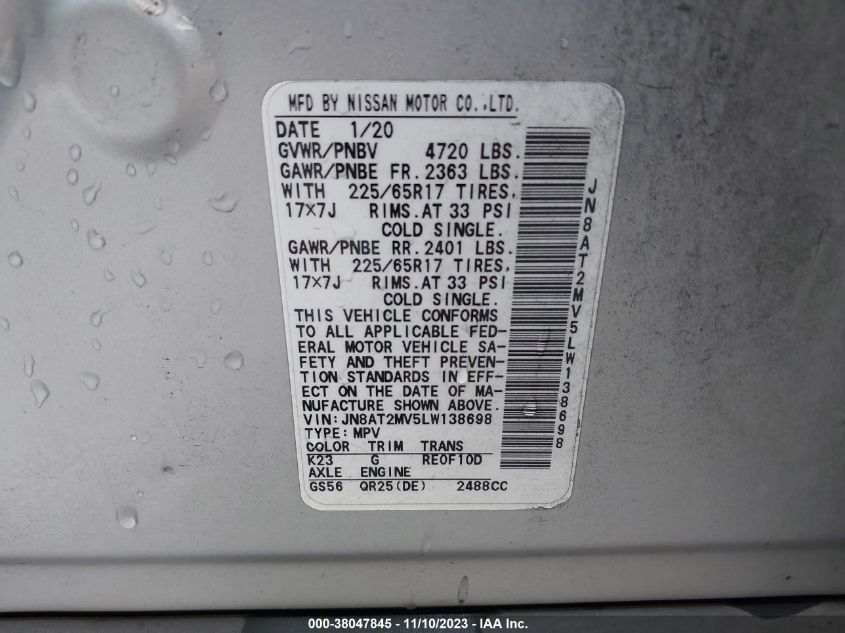 MFD BY NISSAN MOTOR CO.,LTD.
DATE 1/20
GVWR/PNBV 4720 LBS.
GAWR/PNBE FR. 2363 LBS.
WITH 225/65R17 TIRES,
17×7J RIMS.AT 33 PSI
COLD SINGLE.
GAWR/PNBE RR. 2401 LBS.
WITH 225/65R17 TIRES,
17×7J RIMS.AT 33 PSI
COLD SINGLE.
THIS VEHICLE CONFORMS
TO ALL APPLICABLE FED-
ERAL MOTOR VEHICLE SA-
FETY AND THEFT PREVEN-
TION STANDARDS IN EFF-
ECT ON THE DATE OF MA-
NUFACTURE SHOWN ABOVE.
VIN: JN8AT2MV5LW138698
TYPE: MPV
COLOR TRIM TRANS
K23 G RE0F10D
AXLE ENGINE
GS56 QR25(DE) 2488CC
JN8AT2MV5LW138698
000-38047845 - 11/10/2023 - IAA Inc.